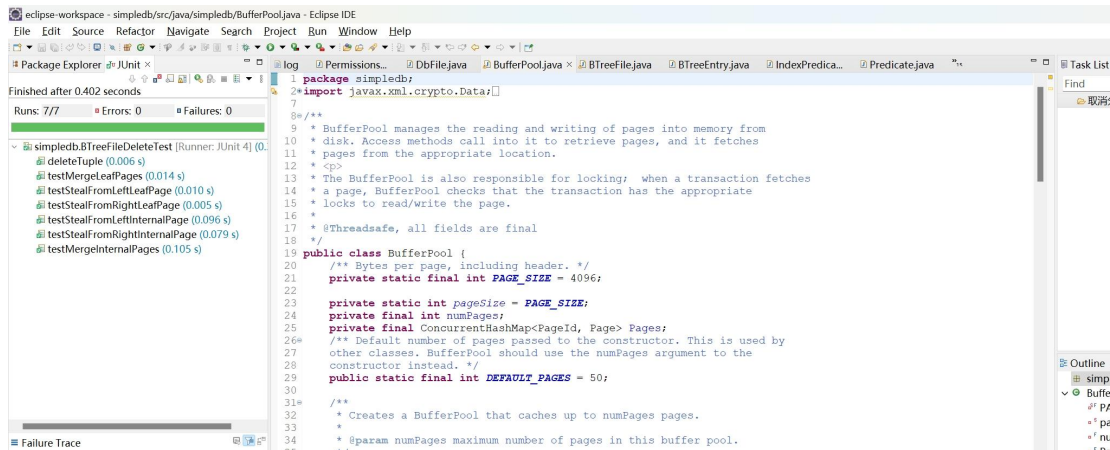 eclipse-workspace - simpledb/src/java/simpledb/BufferPool.java - Eclipse IDE
File Edit Source Refactor Navigate Search Project Run Window Help
Package Explorer JUnit ×
Finished after 0.402 seconds
Runs: 7/7 Errors: 0 Failures: 0
simpledb.BTreeFileDeleteTest [Runner: JUnit 4] (0.
deleteTuple (0.006 s)
testMergeLeafPages (0.014 s)
testStealFromLeftLeafPage (0.010 s)
testStealFromRightLeafPage (0.005 s)
testStealFromLeftInternalPage (0.096 s)
testStealFromRightInternalPage (0.079 s)
testMergeInternalPages (0.105 s)
Failure Trace
log Permissions... DbFile.java BufferPool.java × BTreeFile.java BTreeEntry.java IndexPredica... Predicate.java
1 package simpledb;
2 import javax.xml.crypto.Data;
7
8 /**
9 * BufferPool manages the reading and writing of pages into memory from
10 * disk. Access methods call into it to retrieve pages, and it fetches
11 * pages from the appropriate location.
12 * <p>
13 * The BufferPool is also responsible for locking; when a transaction fetches
14 * a page, BufferPool checks that the transaction has the appropriate
15 * locks to read/write the page.
16 *
17 * @Threadsafe, all fields are final
18 */
19 public class BufferPool {
20 /** Bytes per page, including header. */
21 private static final int PAGE_SIZE = 4096;
22
23 private static int pageSize = PAGE_SIZE;
24 private final int numPages;
25 private final ConcurrentHashMap<PageId, Page> Pages;
26 /** Default number of pages passed to the constructor. This is used by
27 other classes. BufferPool should use the numPages argument to the
28 constructor instead. */
29 public static final int DEFAULT_PAGES = 50;
30
31 /**
32 * Creates a BufferPool that caches up to numPages pages.
33 *
34 * @param numPages maximum number of pages in this buffer pool.
Task List
Find
取消
Outline
simp
Buffe
PA
pa
nu